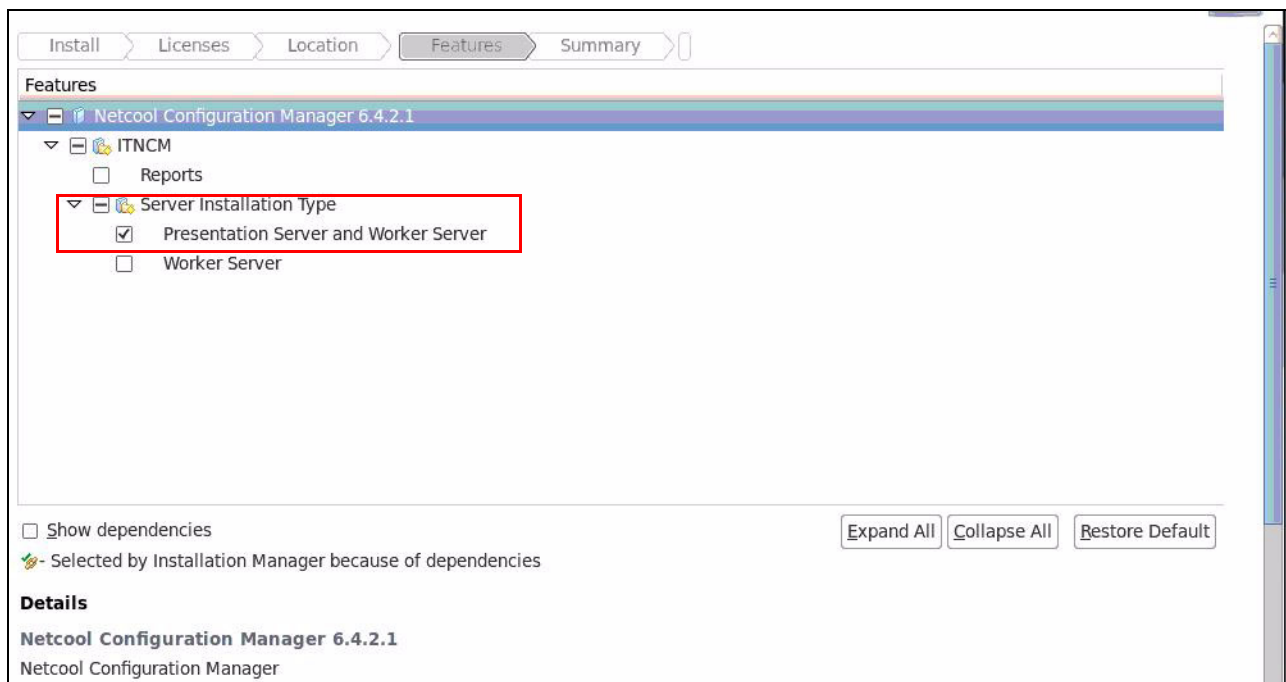 Install Licenses Location Features Summary
Features
Netcool Configuration Manager 6.4.2.1
ITNCM
Reports
Server Installation Type
Presentation Server and Worker Server
Worker Server
Show dependencies Expand All Collapse All Restore Default
- Selected by Installation Manager because of dependencies
Details
Netcool Configuration Manager 6.4.2.1
Netcool Configuration Manager